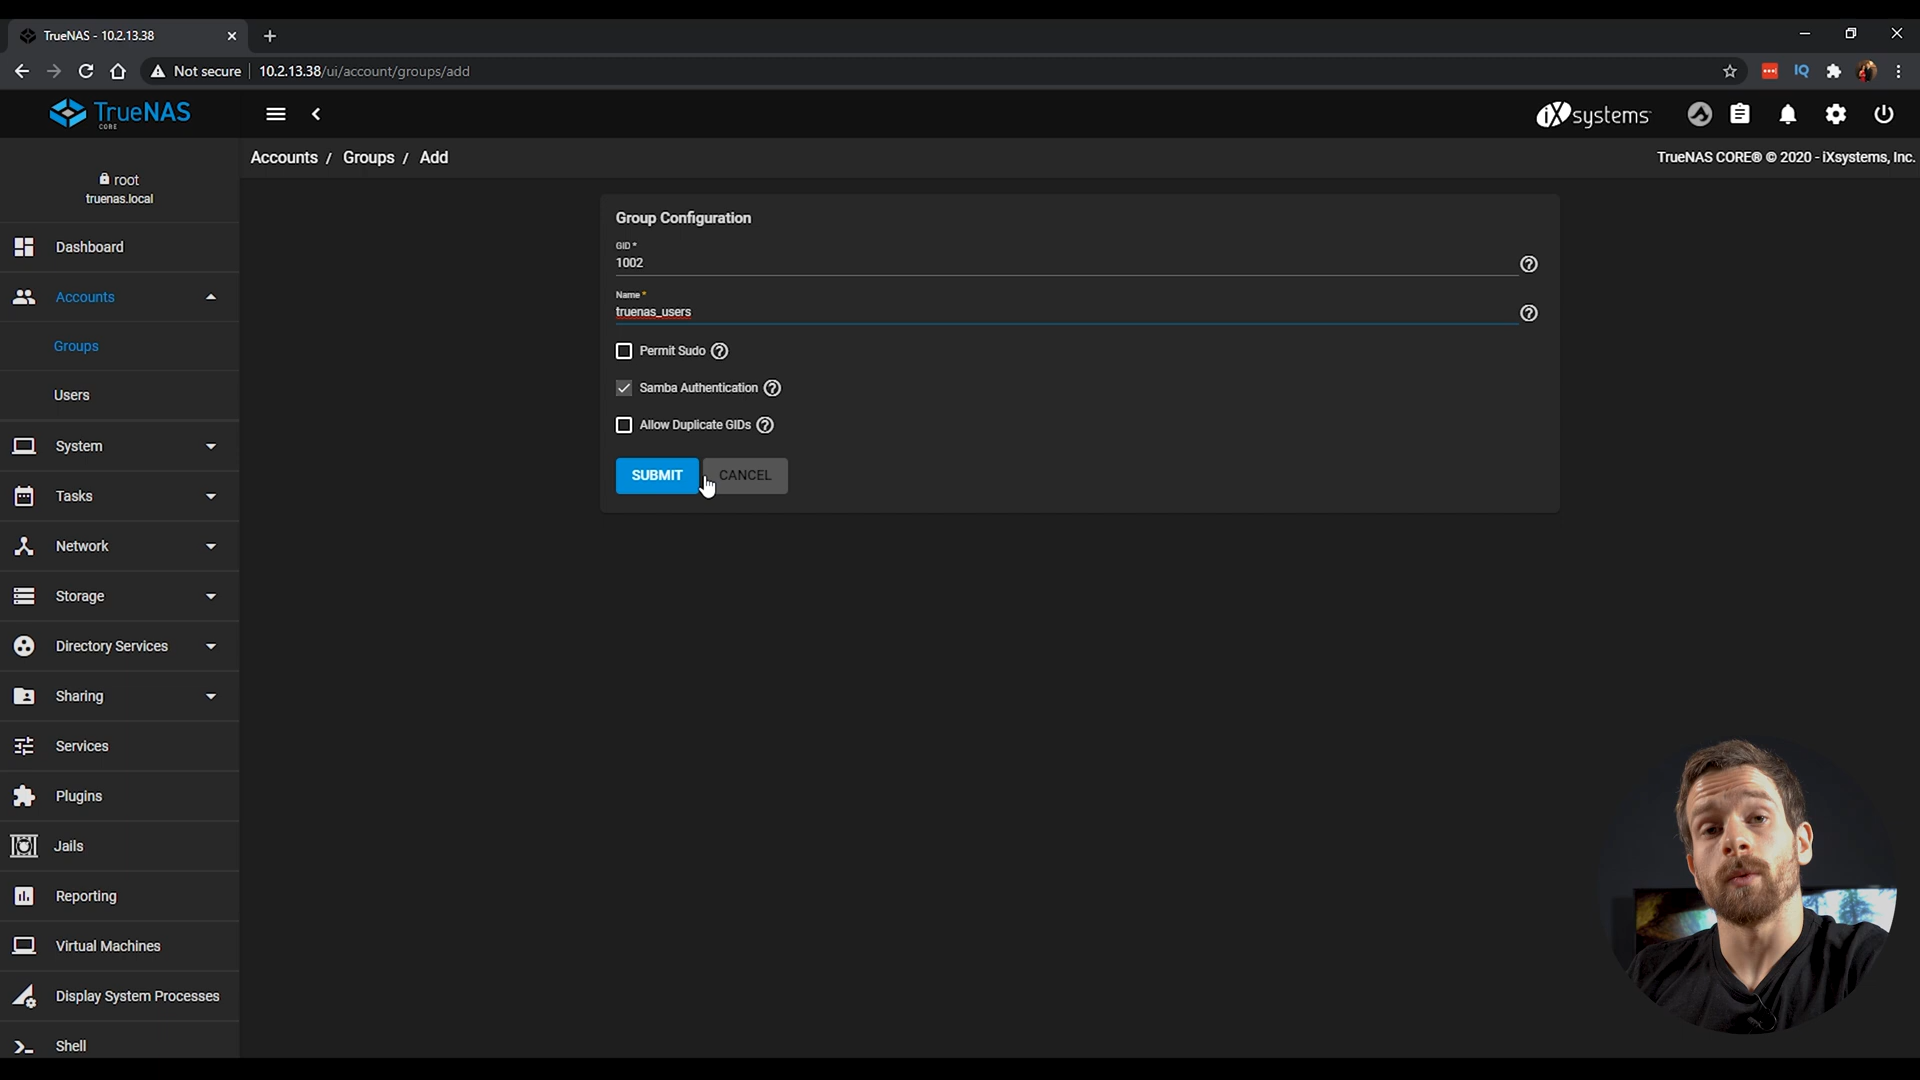 TrueNAS - 10.2.13.38
Not secure
10.2.13.38/ui/account/groups/add
IQ
TrueNAS
CORE
iXsystems
Accounts / Groups / Add
TrueNAS CORE® © 2020 - iXsystems, Inc.
root
truenas.local
Dashboard
Accounts
Groups
Users
System
Tasks
Network
Storage
Directory Services
Sharing
Services
Plugins
Jails
Reporting
Virtual Machines
Display System Processes
Shell
Group Configuration
GID *
1002
Name *
truenas_users
Permit Sudo
Samba Authentication
Allow Duplicate GIDs
SUBMIT
CANCEL